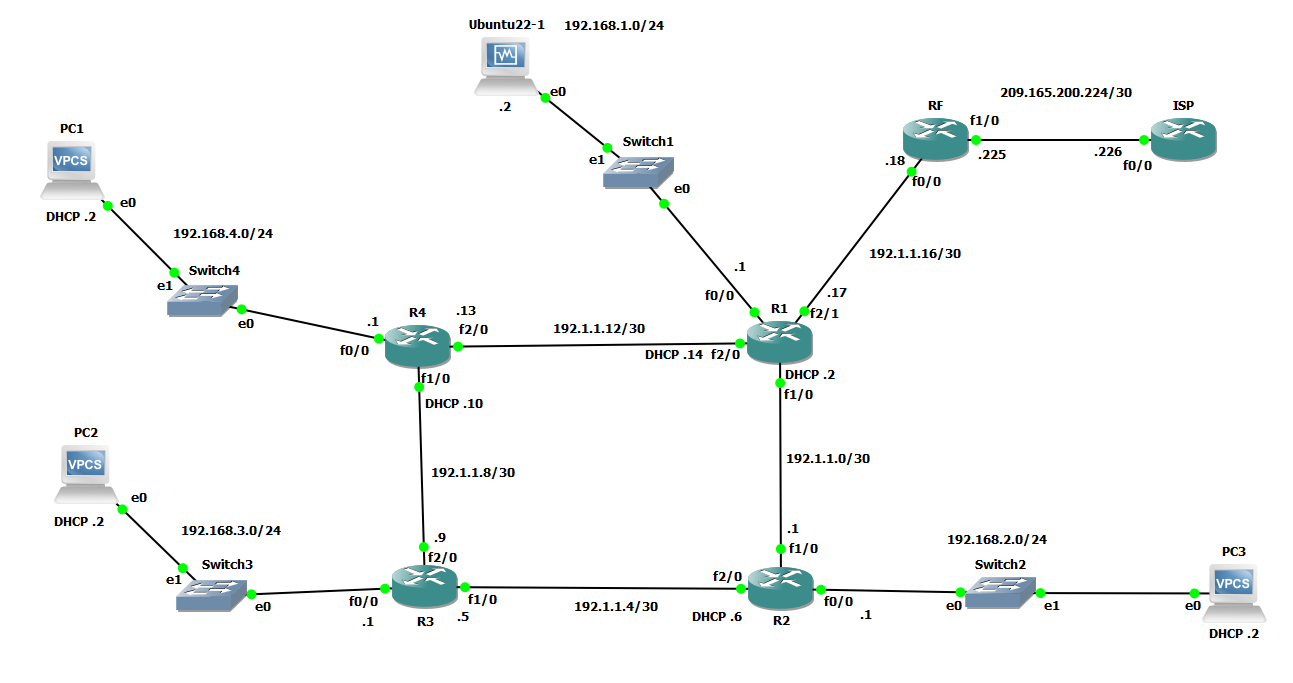 Ubuntu22-1
192.168.1.0/24
e0
.2
209.165.200.224/30
RF
ISP
f1/0
.225
.226
f0/0
.18
f0/0
PC1
VPCS
e0
DHCP .2
Switch1
e1
e0
192.168.4.0/24
192.1.1.16/30
Switch4
e1
e0
.1
f0/0
.17
f2/1
R1
.1
f0/0
R4
.13
f2/0
192.1.1.12/30
DHCP .14
f2/0
f1/0
DHCP .10
DHCP .2
f1/0
PC2
VPCS
e0
DHCP .2
192.1.1.8/30
192.1.1.0/30
192.168.3.0/24
Switch3
e1
e0
.9
f2/0
f0/0
.1
R3
f1/0
.5
192.1.1.4/30
.1
f1/0
f2/0
DHCP .6
R2
f0/0
.1
192.168.2.0/24
Switch2
e0
e1
PC3
VPCS
e0
DHCP .2